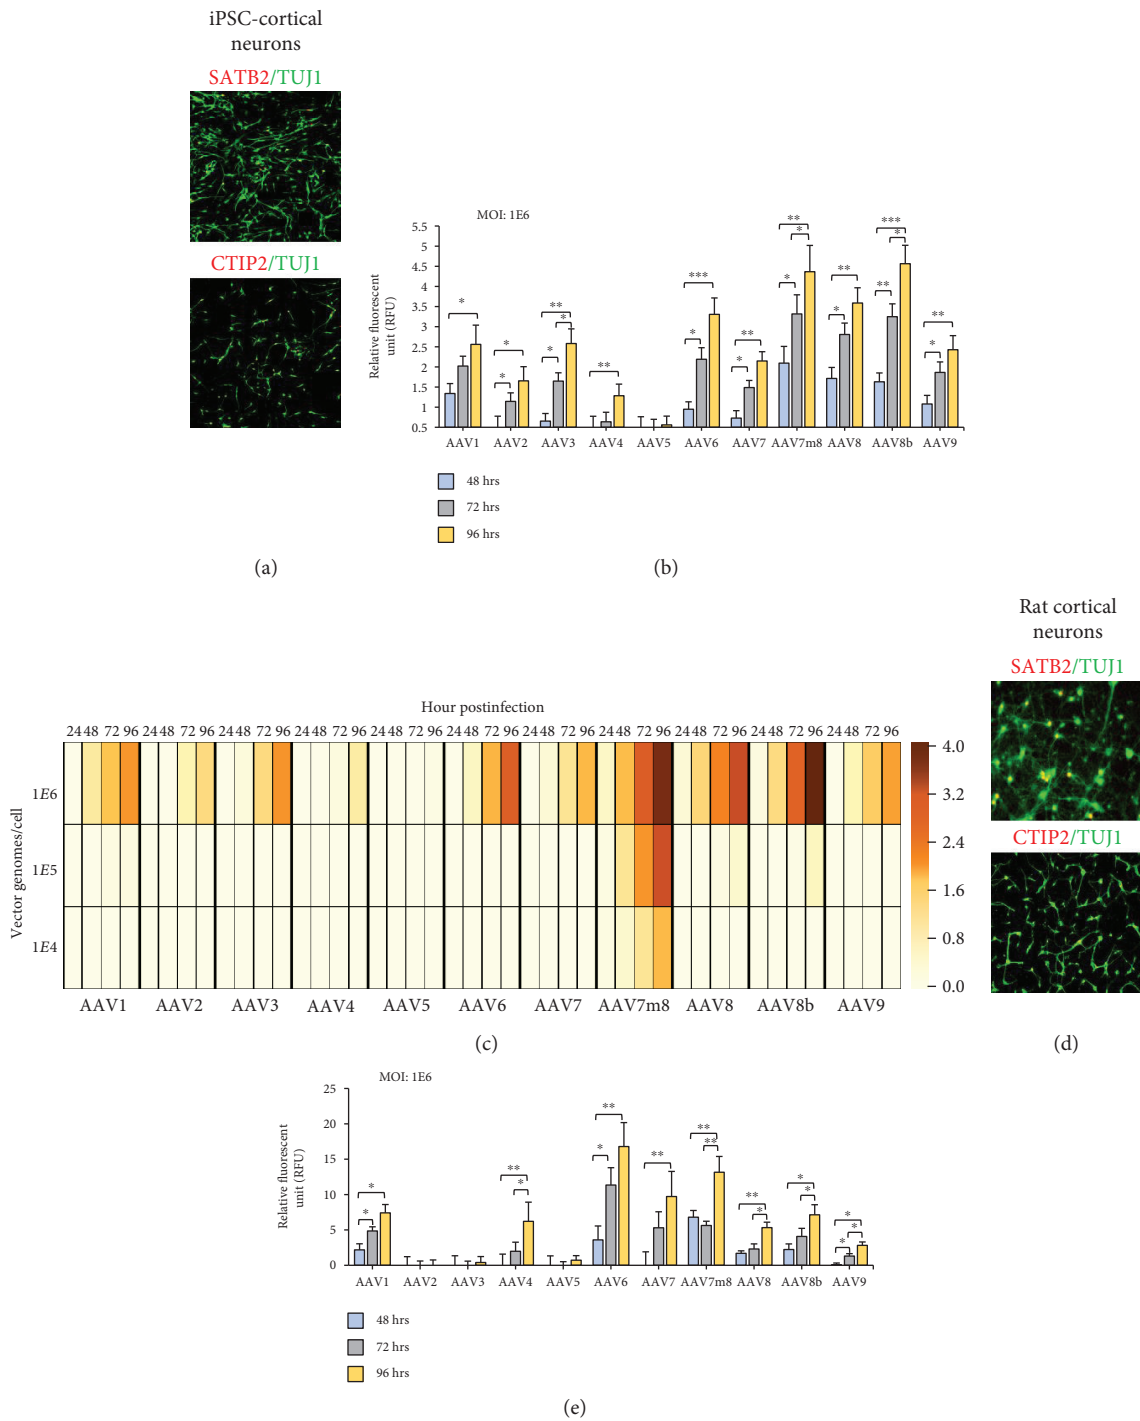 iPSC-cortical
neurons
SATB2/TUJ1
CTIP2/TUJ1
(a)
MOI: 1E6
Relative fluorescent
unit (RFU)
5.5
5
4.5
4
3.5
3
2.5
2
1.5
1
0.5
* * * ** * * ** *** * ** * ** * * ** * *** ** * ** *
AAV1 AAV2 AAV3 AAV4 AAV5 AAV6 AAV7 AAV7m8 AAV8 AAV8b AAV9
48 hrs
72 hrs
96 hrs
(b)
Hour postinfection
24 48 72 96 24 48 72 96 24 48 72 96 24 48 72 96 24 48 72 96 24 48 72 96 24 48 72 96 24 48 72 96 24 48 72 96 24 48 72 96 24 48 72 96
Vector genomes/cell
1E6
1E5
1E4
4.0
3.2
2.4
1.6
0.8
0.0
AAV1 AAV2 AAV3 AAV4 AAV5 AAV6 AAV7 AAV7m8 AAV8 AAV8b AAV9
(c)
Rat cortical
neurons
SATB2/TUJ1
CTIP2/TUJ1
(d)
MOI: 1E6
Relative fluorescent
unit (RFU)
25
20
15
10
5
0
* * ** * ** * ** ** ** ** * * * * * *
AAV1 AAV2 AAV3 AAV4 AAV5 AAV6 AAV7 AAV7m8 AAV8 AAV8b AAV9
48 hrs
72 hrs
96 hrs
(e)